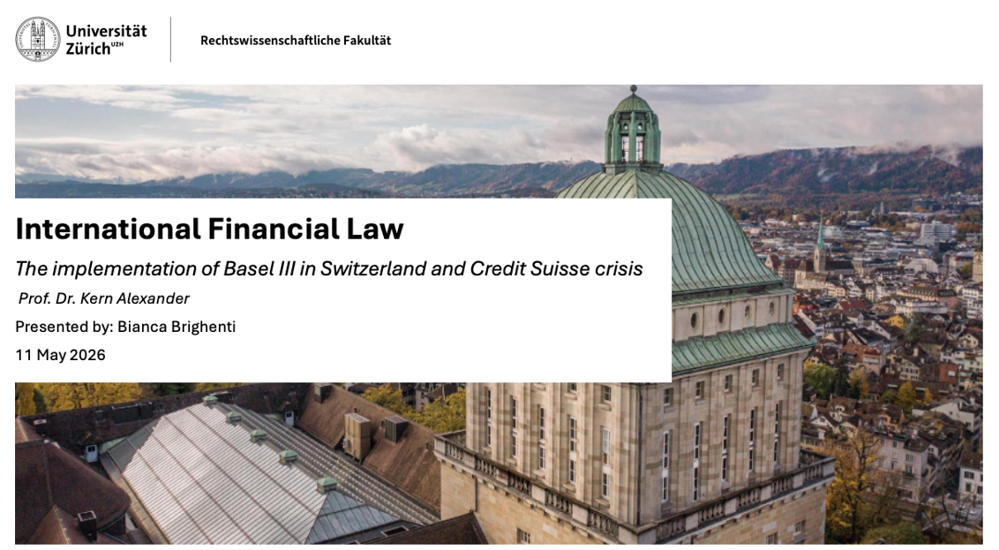 Universität
Zürich UZH
Rechtswissenschaftliche Fakultät
International Financial Law
The implementation of Basel III in Switzerland and Credit Suisse crisis
Prof. Dr. Kern Alexander
Presented by: Bianca Brighenti
11 May 2026